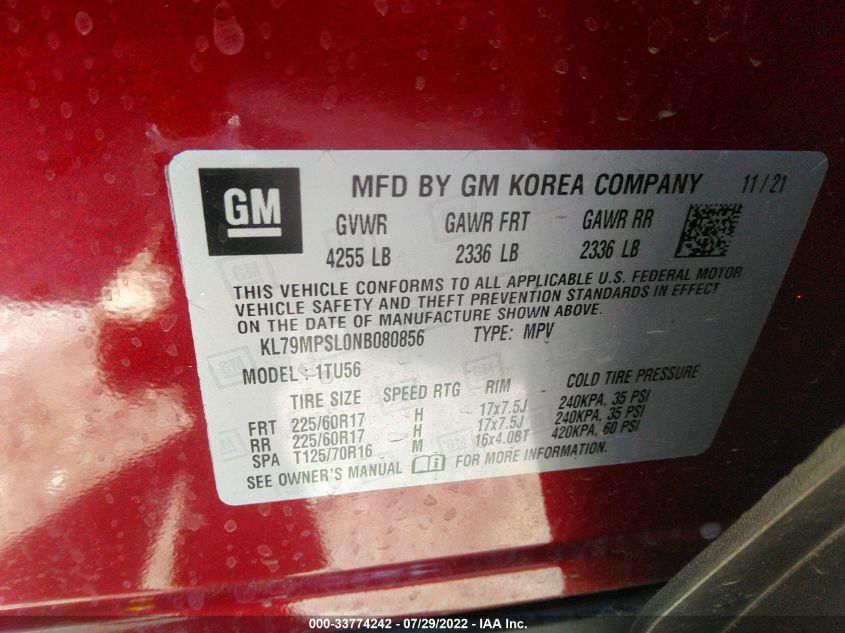 GM
MFD BY GM KOREA COMPANY 11/21
GVWR GAWR FRT GAWR RR
4255 LB 2336 LB 2336 LB
THIS VEHICLE CONFORMS TO ALL APPLICABLE U.S. FEDERAL MOTOR
VEHICLE SAFETY AND THEFT PREVENTION STANDARDS IN EFFECT
ON THE DATE OF MANUFACTURE SHOWN ABOVE.
KL79MPSL0NB080856 TYPE: MPV
MODEL: 1TU56
TIRE SIZE SPEED RTG RIM COLD TIRE PRESSURE
FRT 225/60R17 H 17x7.5J 240KPA, 35 PSI
RR 225/60R17 H 17x7.5J 240KPA, 35 PSI
SPA T125/70R16 M 16x4.0BT 420KPA, 60 PSI
SEE OWNER'S MANUAL FOR MORE INFORMATION.
000-33774242 / 07/29/2022 - IAA Inc.